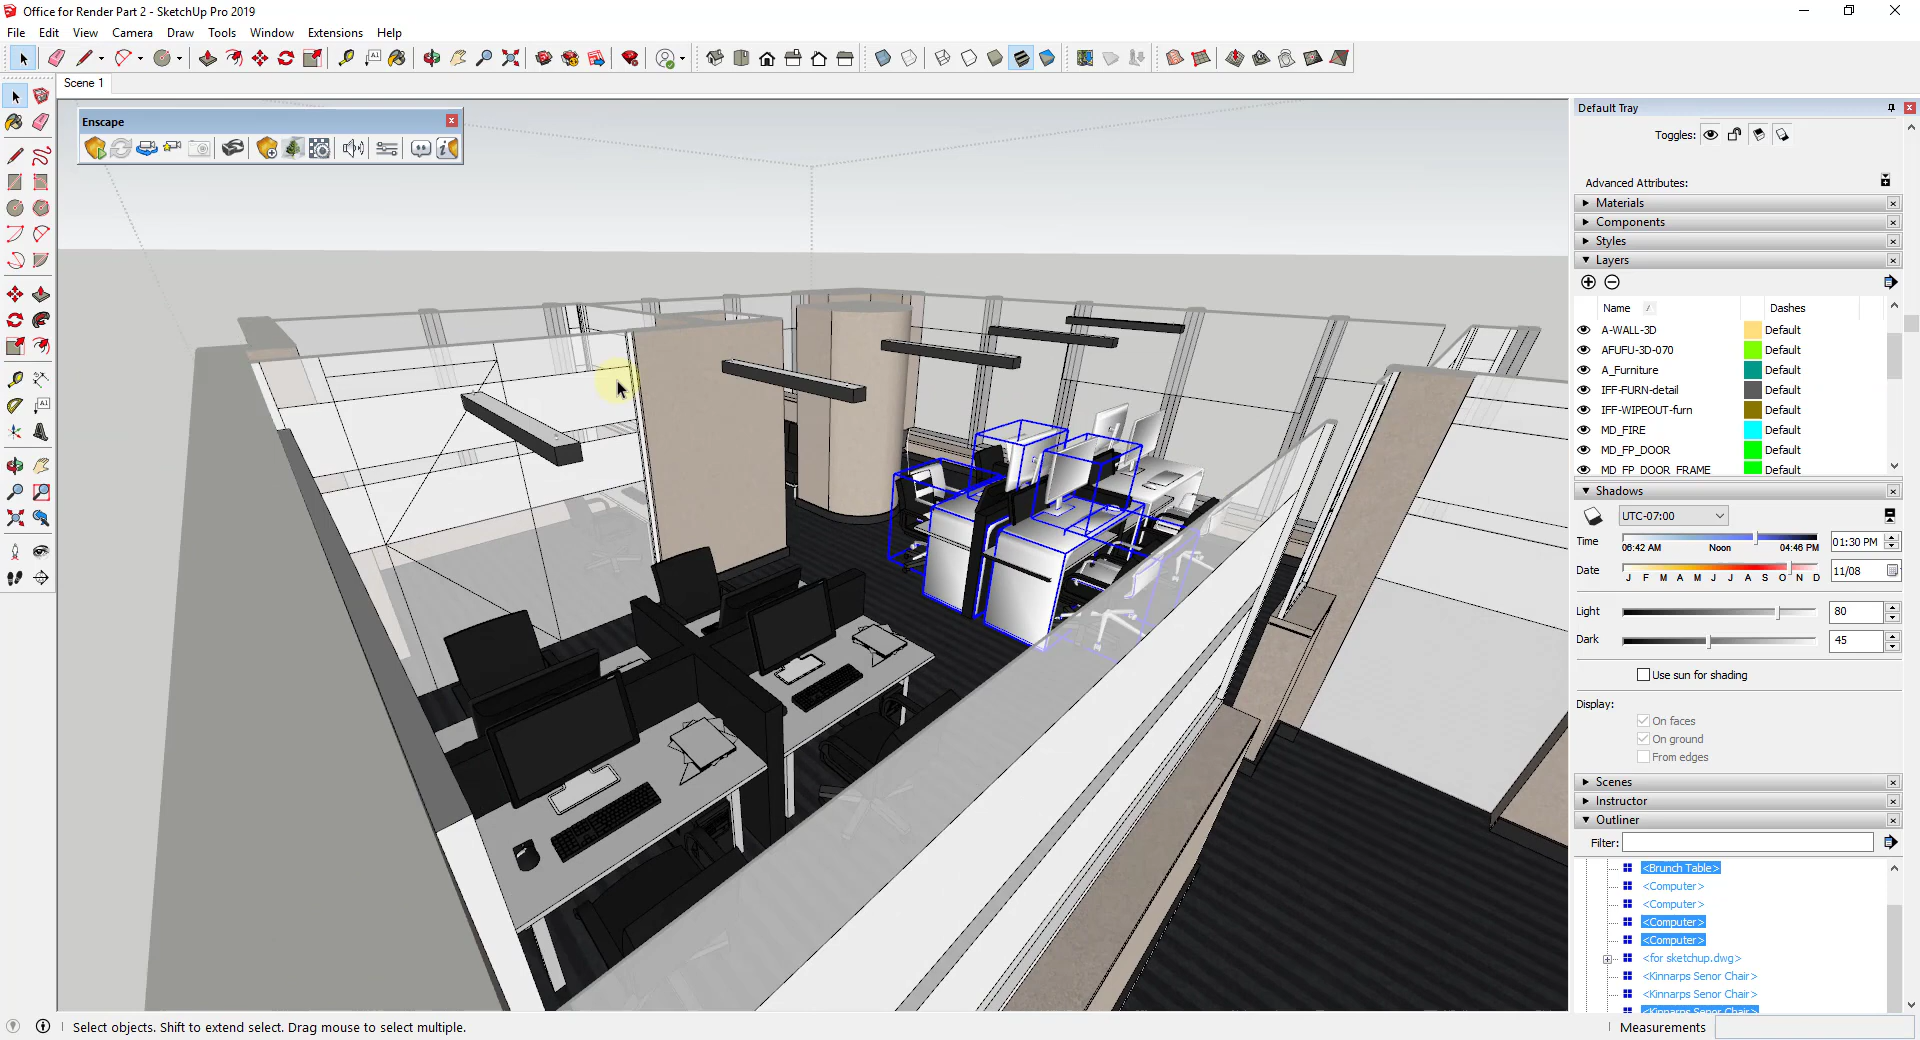 Office for Render Part 2 - SketchUp Pro 2019
File Edit View Camera Draw Tools Window Extensions Help
Scene 1
Enscape
Default Tray
Toggles:
Advanced Attributes:
Materials
Components
Styles
Layers
Name Dashes
A-WALL-3D Default
AFUFU-3D-070 Default
A_Furniture Default
IFF-FURN-detail Default
IFF-WIPEOUT-furn Default
MD_FIRE Default
MD_FP_DOOR Default
MD_FP_DOOR_FRAME Default
Shadows
UTC-07:00
Time 06:42 AM Noon 04:46 PM 01:30 PM
Date J F M A M J J A S O N D 11/08
Light 80
Dark 45
Use sun for shading
Display:
On faces
On ground
From edges
Scenes
Instructor
Outliner
Filter:
<Brunch Table>
<Computer>
<Computer>
<Computer>
<Computer>
<for sketchup.dwg>
<Kinnarps Senor Chair>
<Kinnarps Senor Chair>
<Kinnarps Senor Chair>
Select objects. Shift to extend select. Drag mouse to select multiple.
Measurements